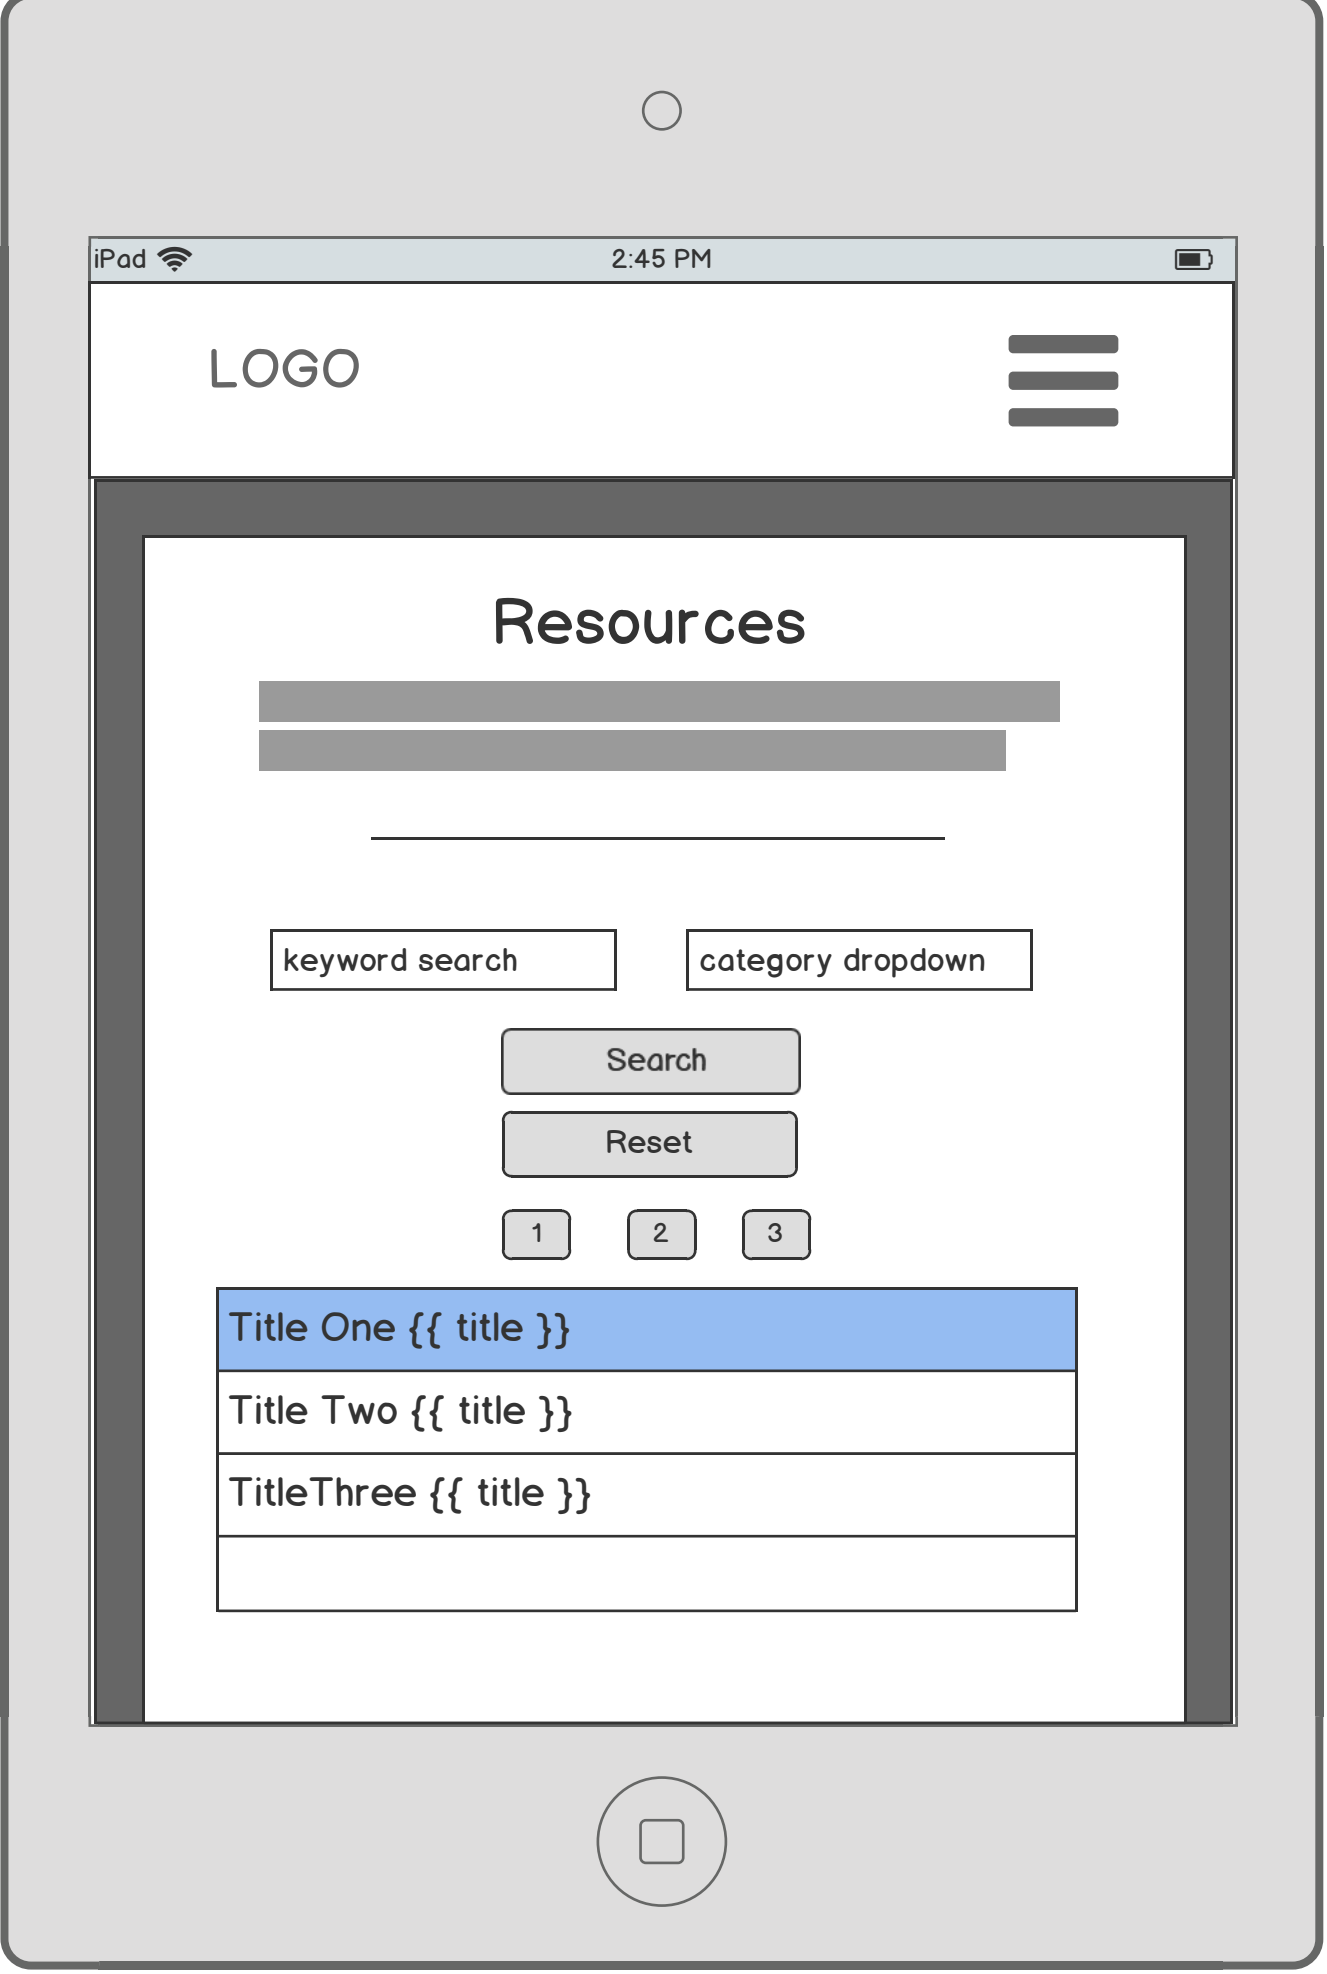 iPad 2:45 PM
LOGO
Resources
keyword search category dropdown
Search
Reset
1 2 3
Title One {{ title }}
Title Two {{ title }}
TitleThree {{ title }}